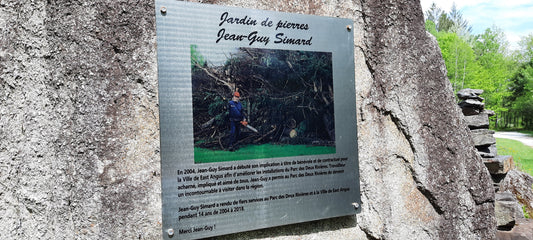 Jardin de pierres
Jean-Guy Simard
En 2004, Jean-Guy a débuté son implication à titre de bénévole et de contractuel pour
la Ville de East Angus afin d'améliorer les installations du Parc des Deux Rivières. Travailleur
acharné, impliqué et aimé de tous, Jean-Guy a permis au Parc des Deux Rivières de devenir
un incontournable à visiter dans la région.
Jean-Guy Simard a rendu de fiers services au Parc des Deux Rivières et à la Ville de East Angus
pendant 14 ans de 2004 à 2018.
Merci Jean-Guy !